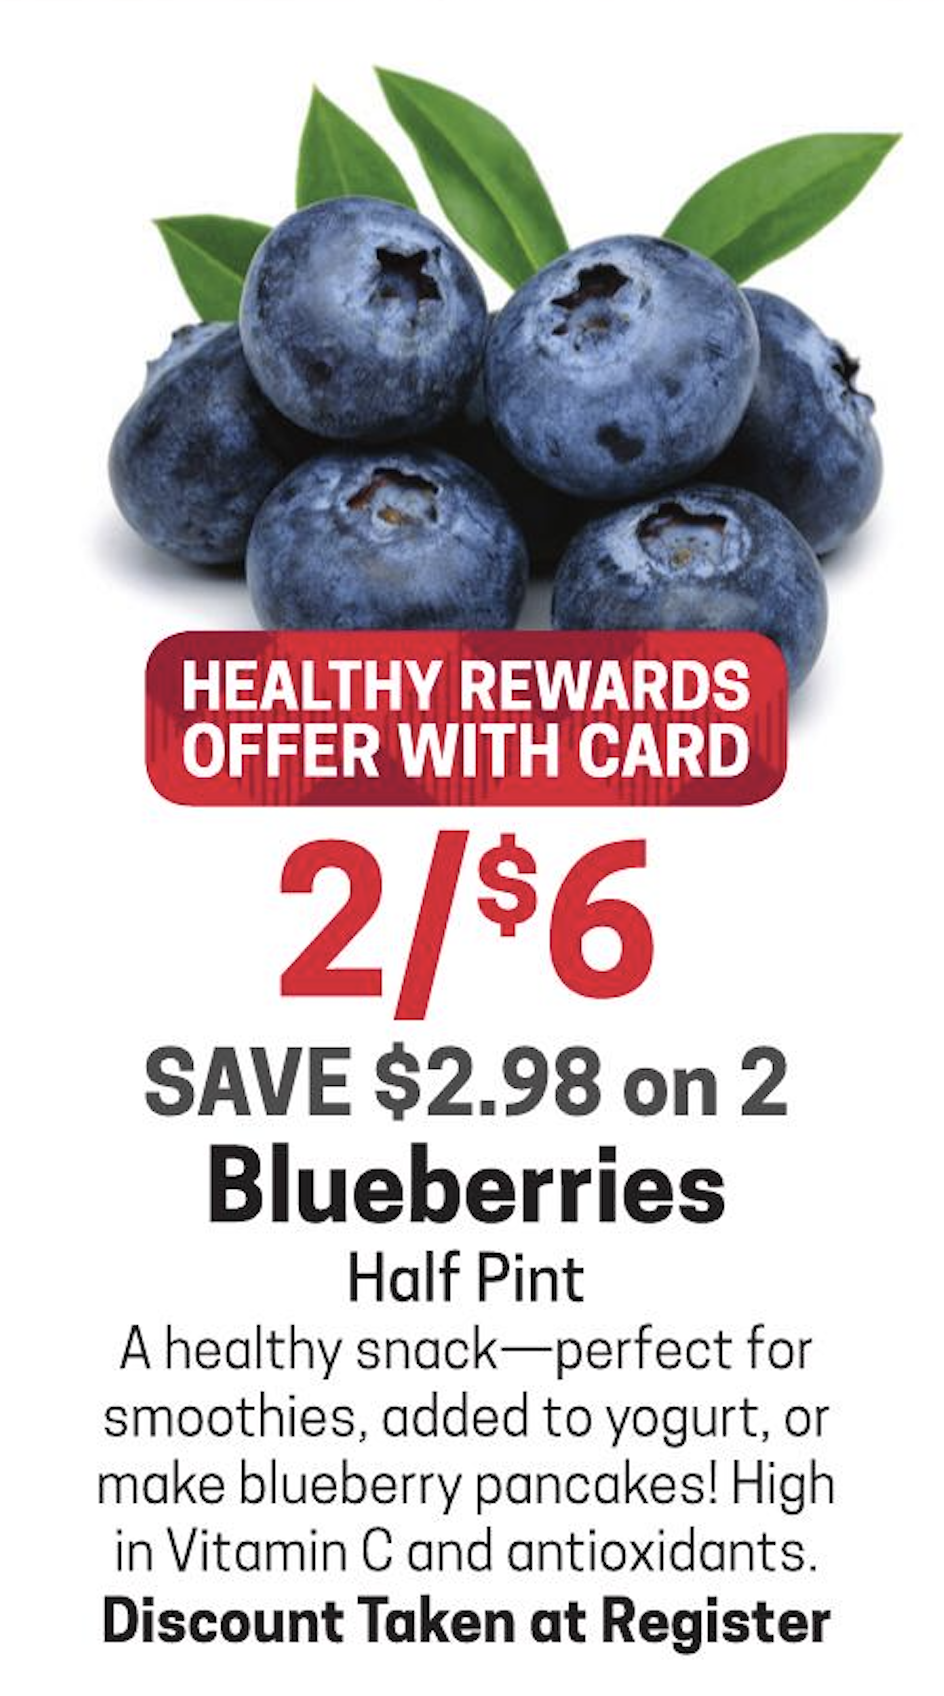 HEALTHY REWARDS
OFFER WITH CARD
2/$6
SAVE $2.98 on 2
Blueberries
Half Pint
A healthy snack—perfect for
smoothies, added to yogurt, or
make blueberry pancakes! High
in Vitamin C and antioxidants.
Discount Taken at Register